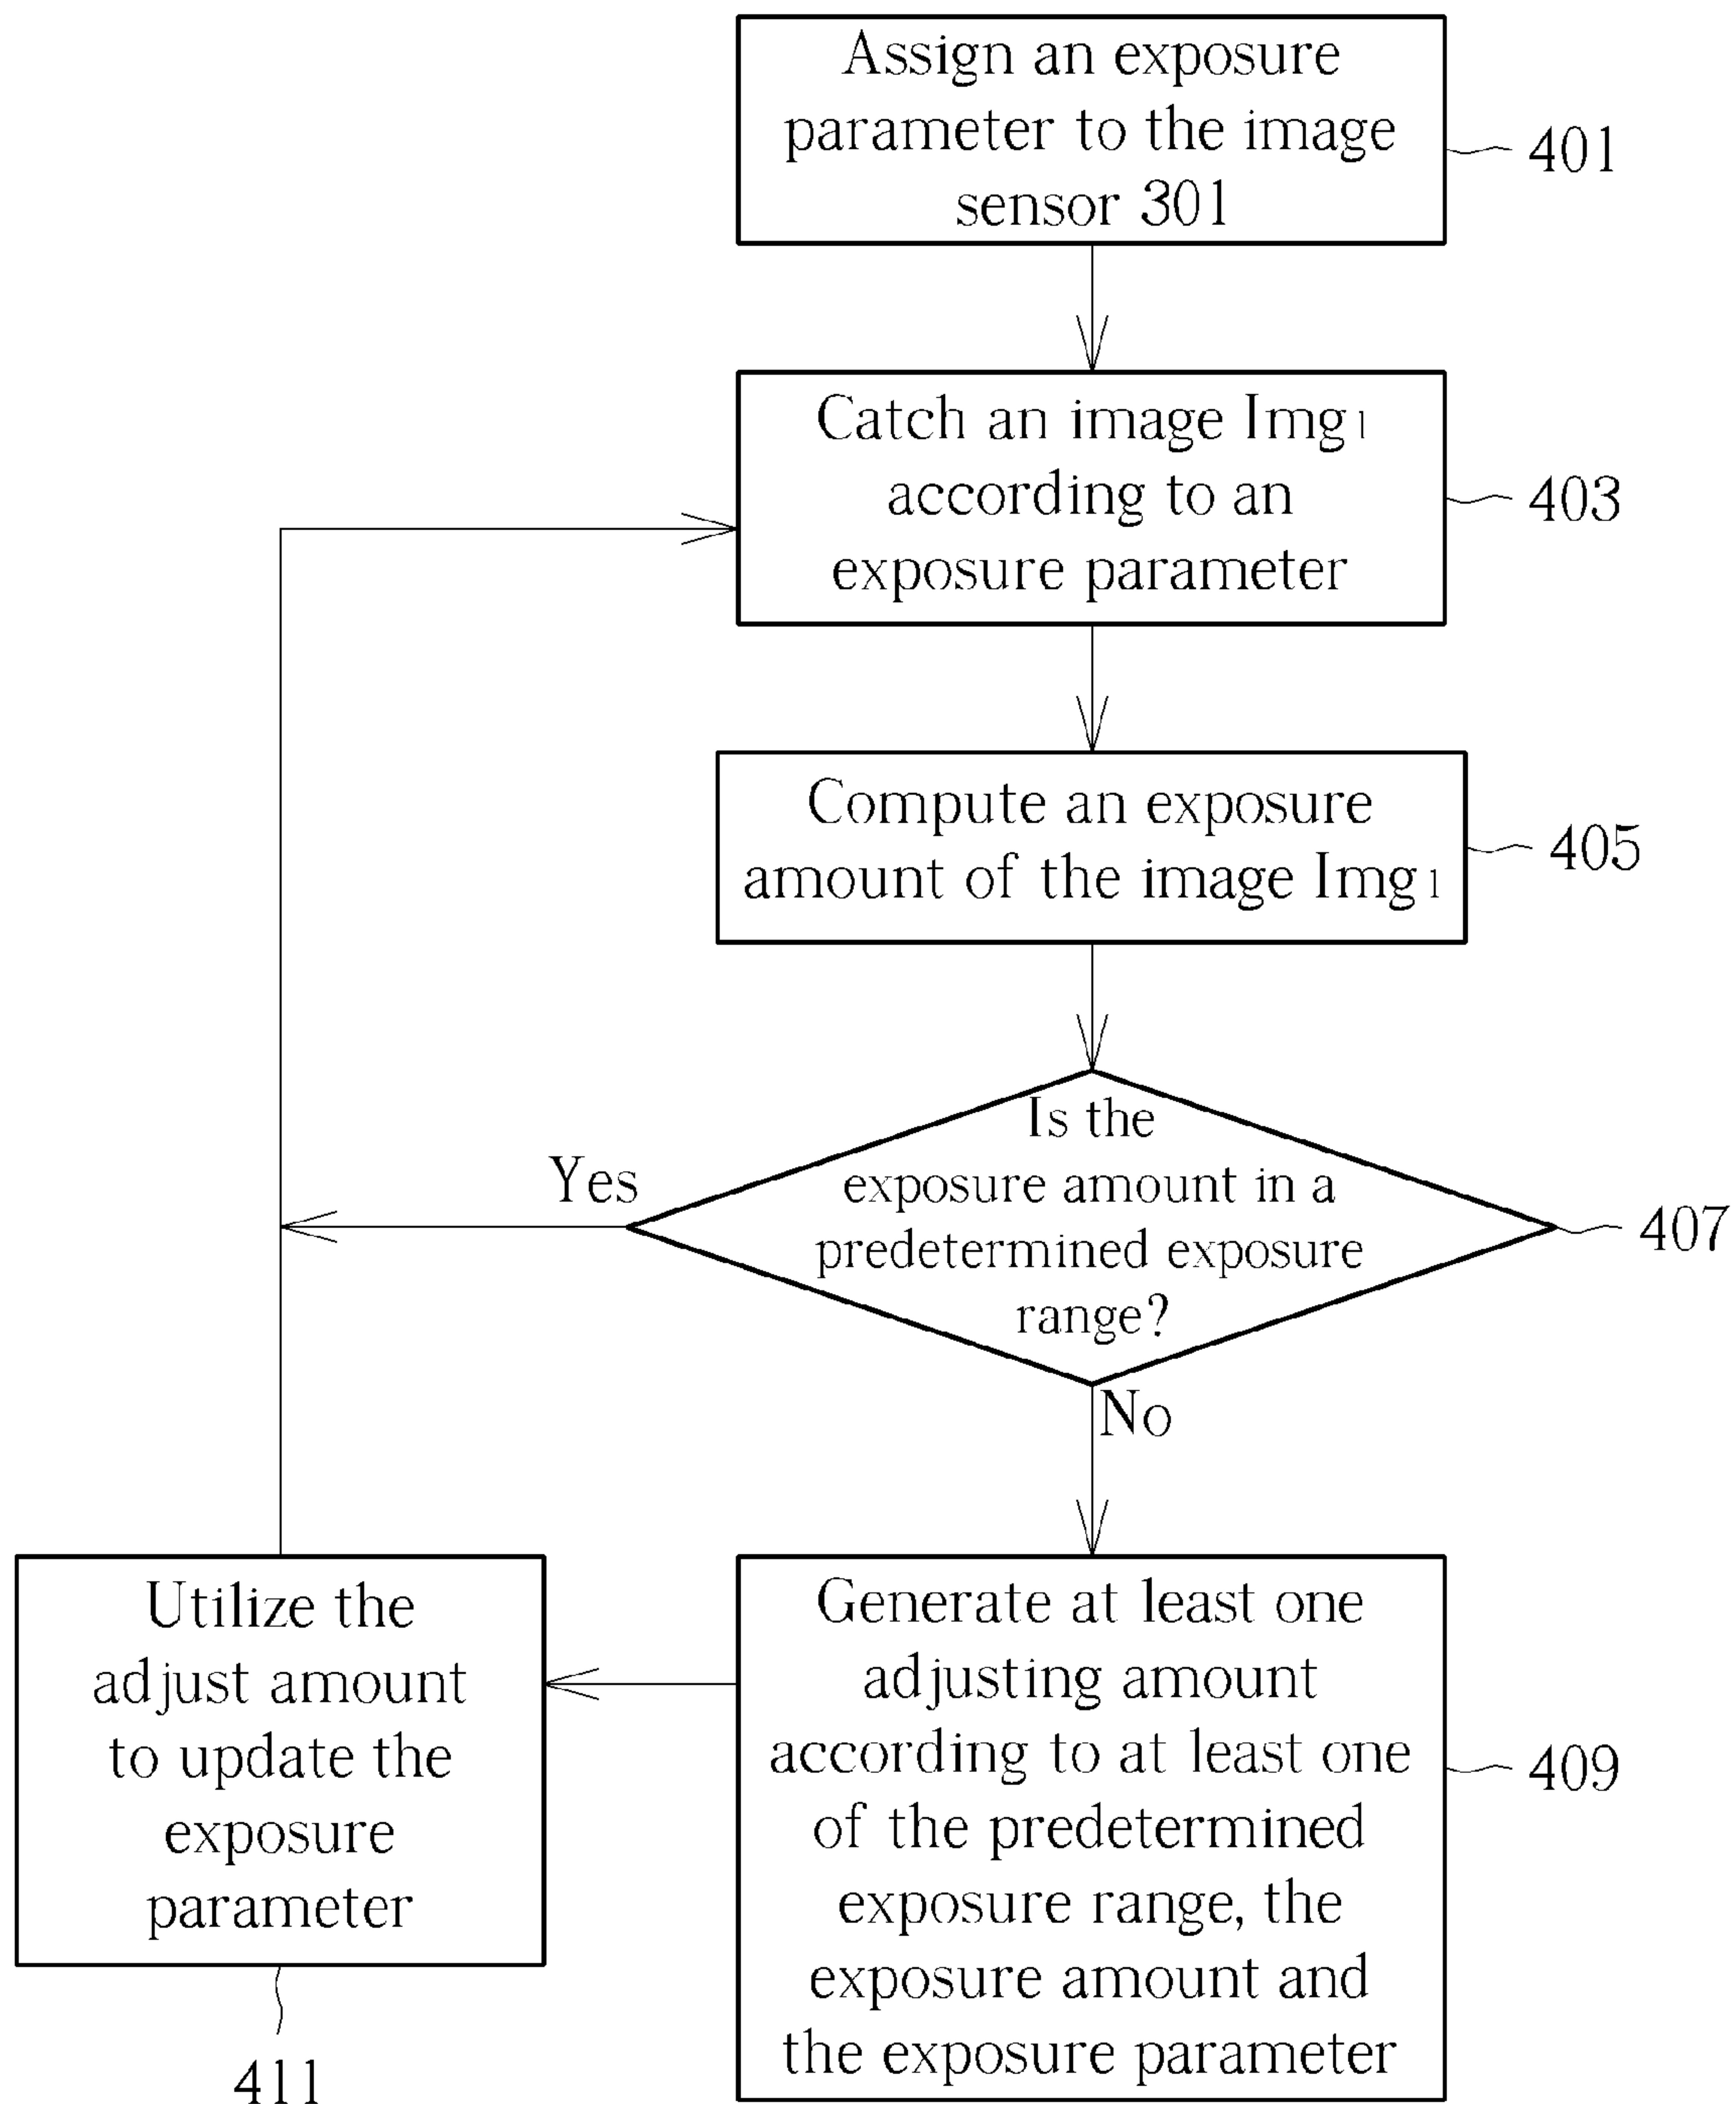 Assign an exposure
parameter to the image
sensor 301
401
Catch an image Img1
according to an
exposure parameter
403
Compute an exposure
amount of the image Img1
405
Is the
exposure amount in a
predetermined exposure
range?
407
Yes
No
Generate at least one
adjusting amount
according to at least one
of the predetermined
exposure range, the
exposure amount and
the exposure parameter
409
Utilize the
adjust amount
to update the
exposure
parameter
411